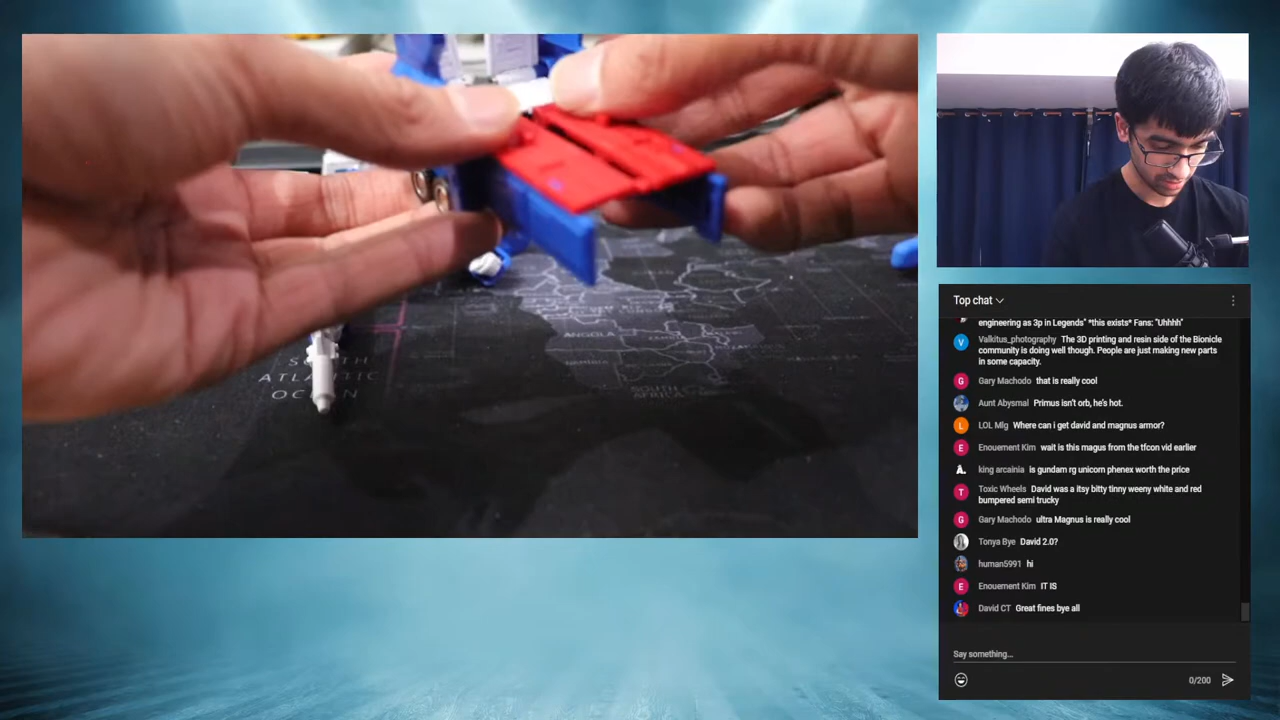 SOUTH
ATLANTIC
OCEAN
ANGOLA
SOUTH
AFRICA
Top chat
engineering as 3p in Legends" *this exists* Fans: "Uhhhh"
V Valkitus_photography The 3D printing and resin side of the Bionicle
community is doing well though. People are just making new parts
in some capacity.
G Gary Machodo that is really cool
Aunt Abysmal Primus isn't orb, he's hot.
L LOL Mlg Where can i get david and magnus armor?
E Enouement Kim wait is this magus from the tfcon vid earlier
king arcainia is gundam rg unicorn phenex worth the price
T Toxic Wheels David was a itsy bitty tinny weeny white and red
bumpered semi trucky
G Gary Machodo ultra Magnus is really cool
Tonya Bye David 2.0?
human5991 hi
E Enouement Kim IT IS
David CT Great fines bye all
Say something...
0/200